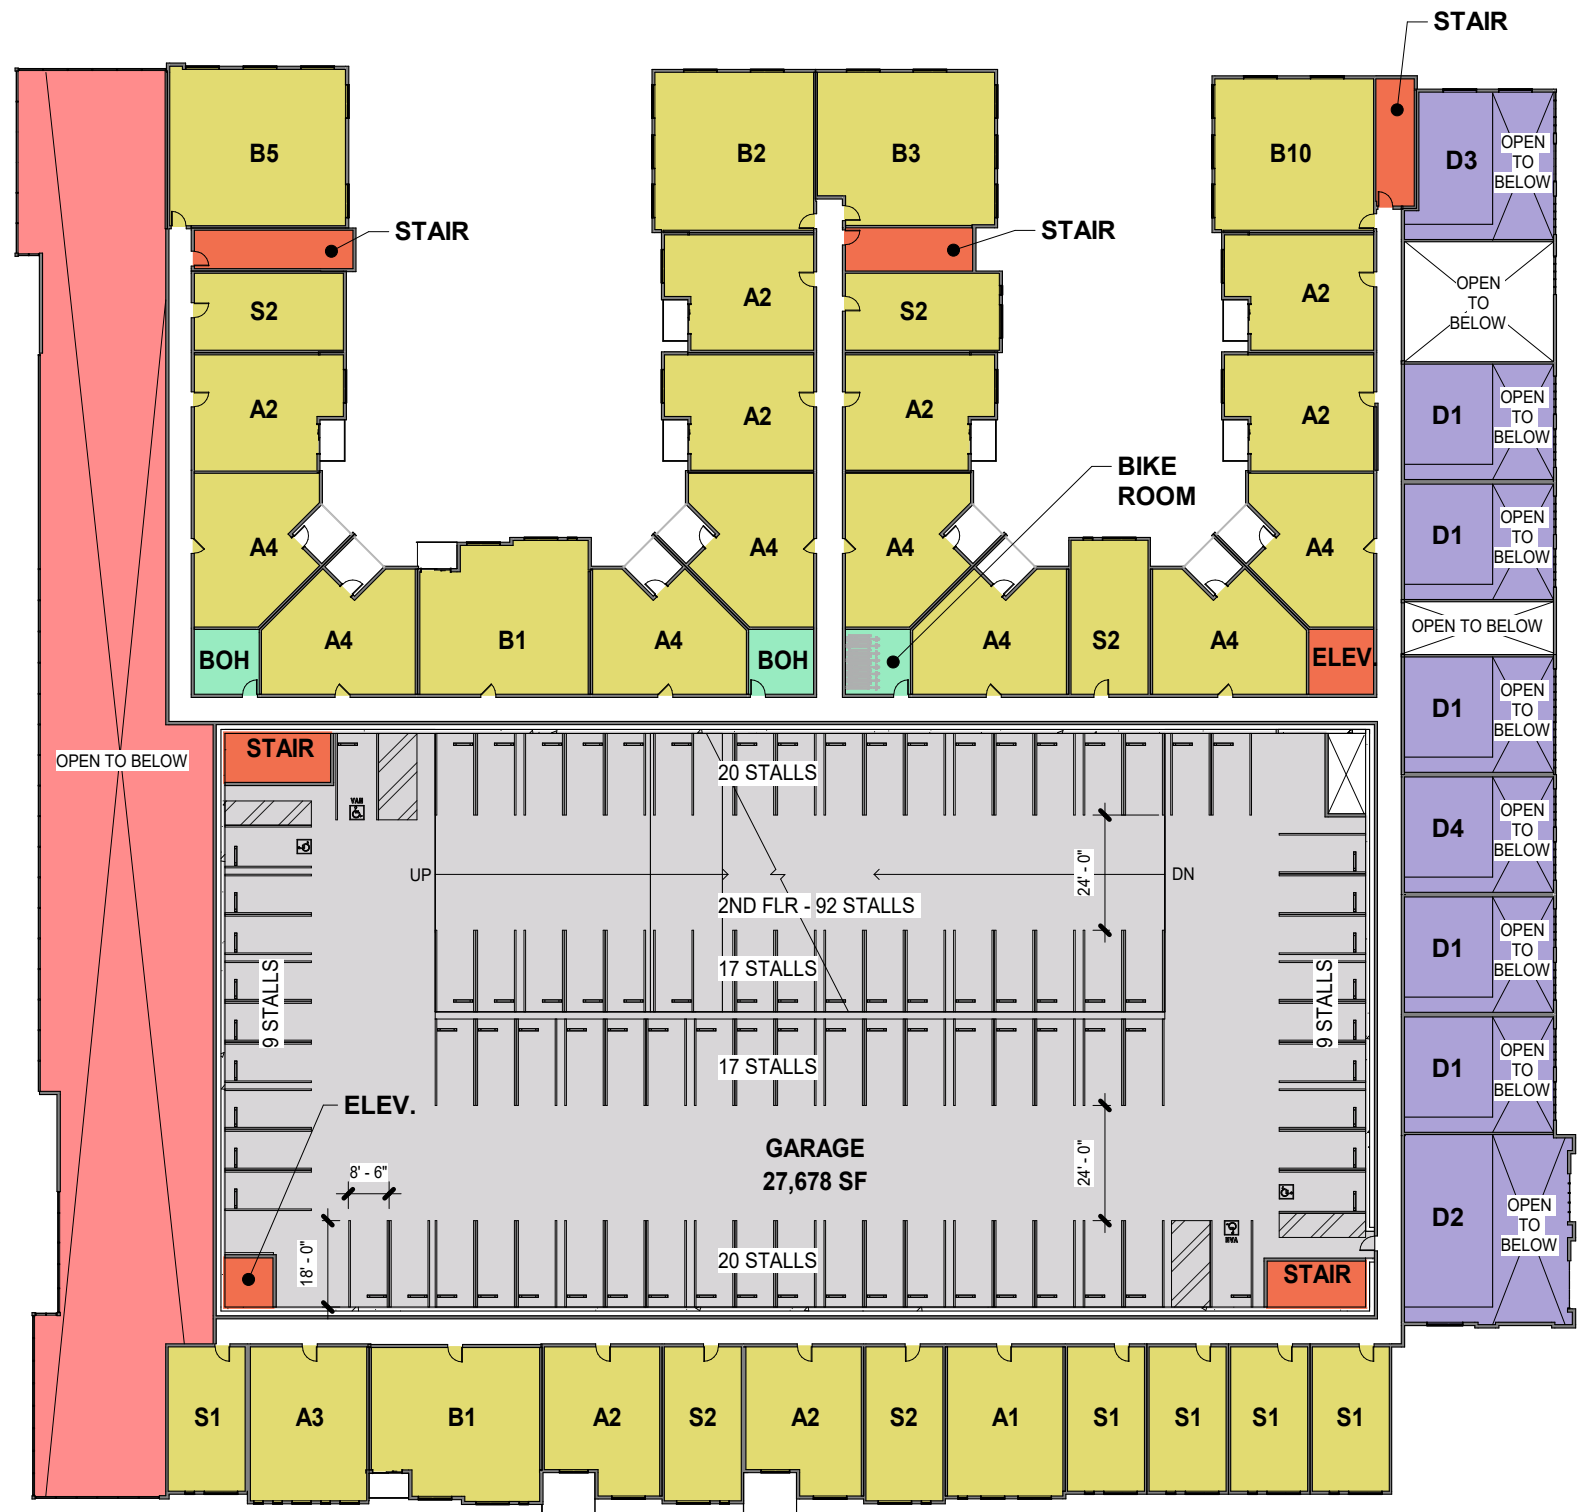 STAIR
B5
B2
B3
B10
D3
OPEN
TO
BELOW
STAIR
STAIR
S2
A2
S2
A2
OPEN
TO
BELOW
A2
A2
A2
A2
D1
OPEN
TO
BELOW
BIKE
ROOM
A4
A4
A4
A4
D1
OPEN
TO
BELOW
BOH
A4
B1
A4
BOH
A4
S2
A4
ELEV.
OPEN TO BELOW
D1
OPEN
TO
BELOW
OPEN TO BELOW
STAIR
VAN
20 STALLS
UP
DN
24' - 0"
2ND FLR - 92 STALLS
D4
OPEN
TO
BELOW
9 STALLS
17 STALLS
9 STALLS
D1
OPEN
TO
BELOW
17 STALLS
D1
OPEN
TO
BELOW
ELEV.
GARAGE
27,678 SF
24' - 0"
8' - 6"
18' - 0"
20 STALLS
VAN
STAIR
D2
OPEN
TO
BELOW
S1
A3
B1
A2
S2
A2
S2
A1
S1
S1
S1
S1